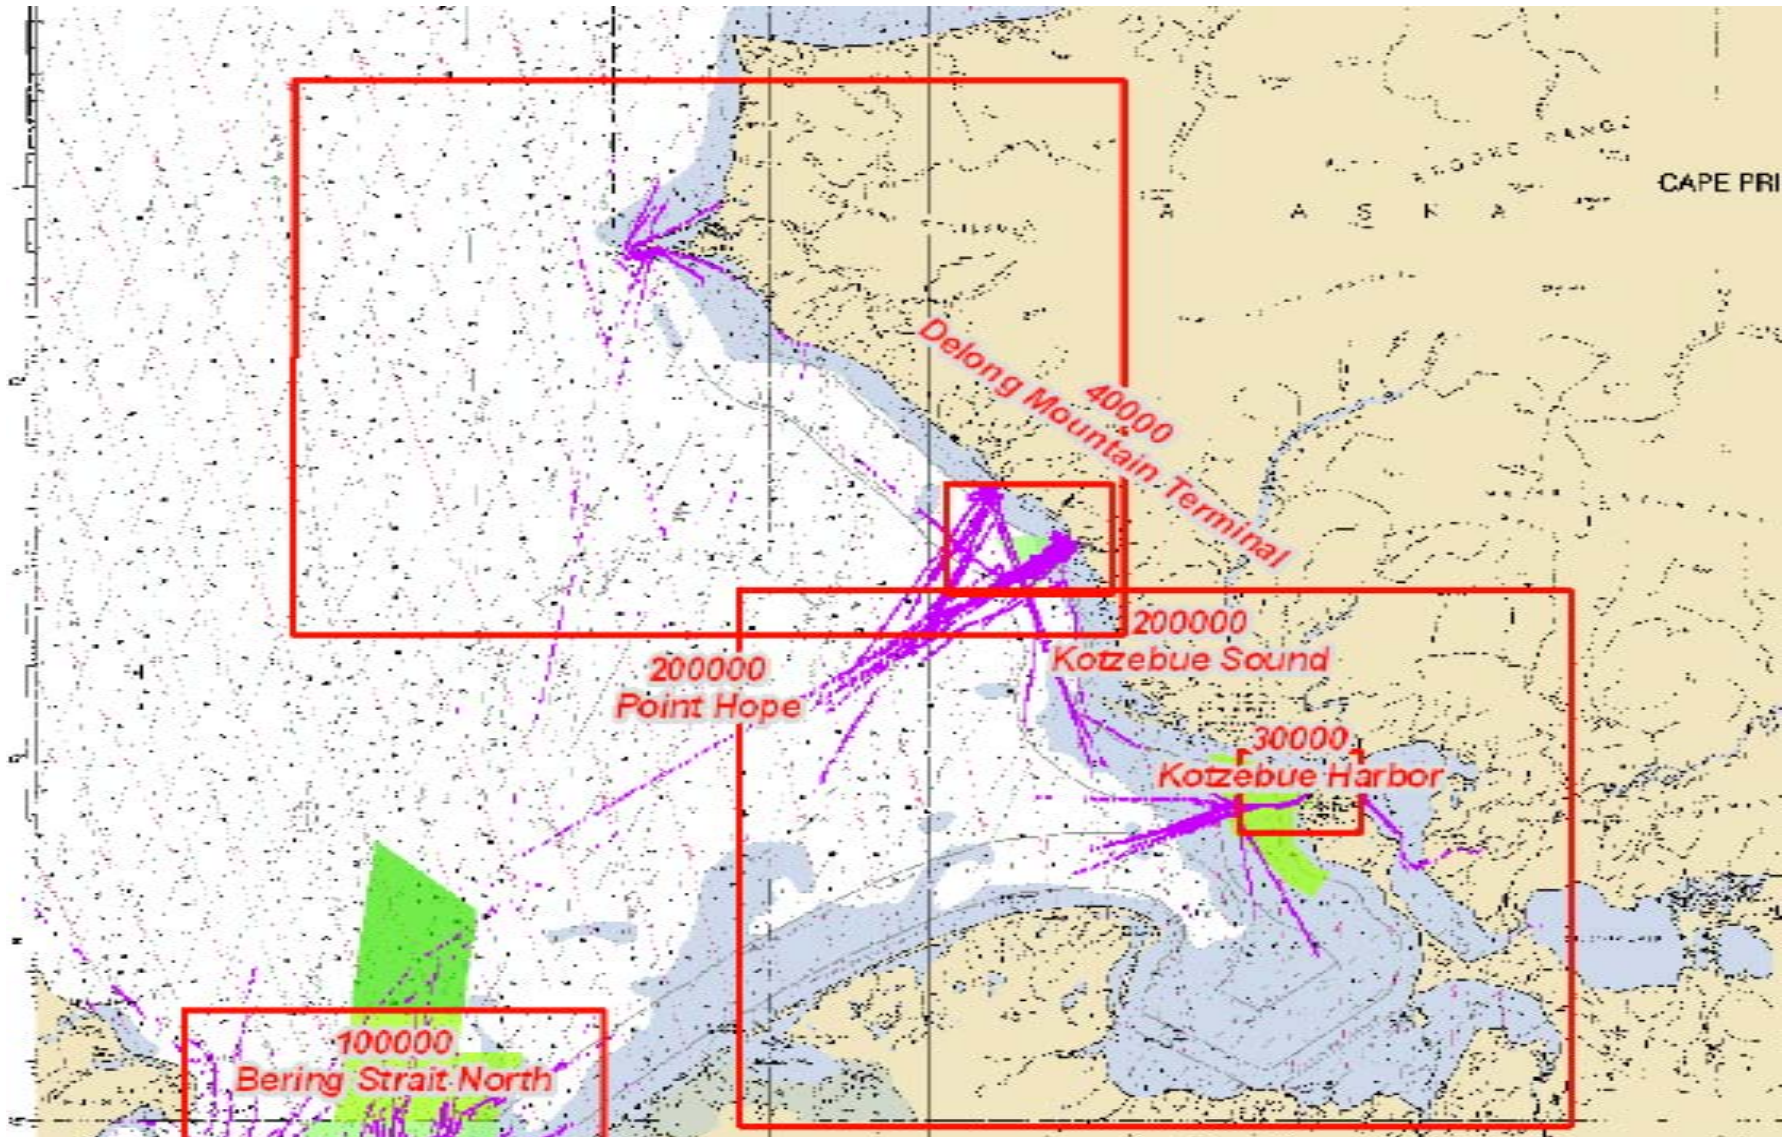 CAPE PRI
A A S K A
40000
Delong Mountain Terminal
200000
Kotzebue Sound
200000
Point Hope
30000
Kotzebue Harbor
100000
Bering Strait North